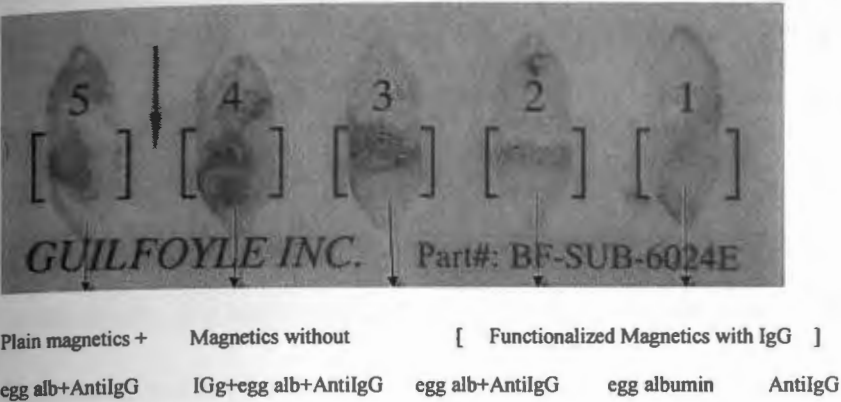 5 4 3 2 1
[ ] [ ] [ ] [ ] [ ]
GUILFOYLE INC. Part#: BF-SUB-6024E
Plain magnetics + Magnetics without [ Functionalized Magnetics with IgG ]
egg alb+AntiIgG IGg+egg alb+AntiIgG egg alb+AntiIgG egg albumin AntiIgG